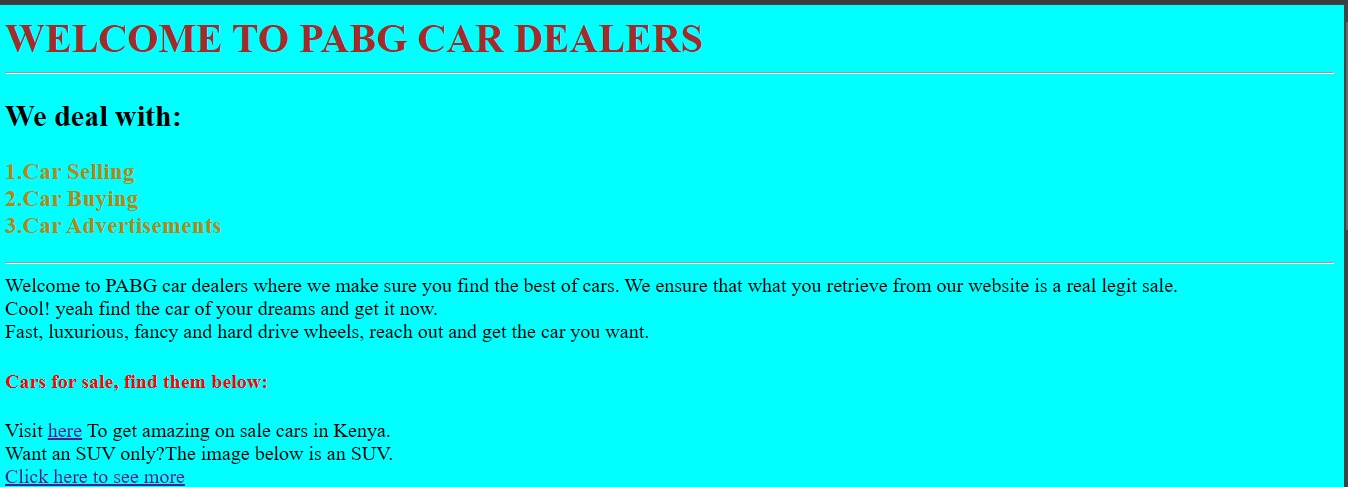 WELCOME TO PABG CAR DEALERS
We deal with:
1.Car Selling
2.Car Buying
3.Car Advertisements
Welcome to PABG car dealers where we make sure you find the best of cars. We ensure that what you retrieve from our website is a real legit sale.
Cool! yeah find the car of your dreams and get it now.
Fast, luxurious, fancy and hard drive wheels, reach out and get the car you want.
Cars for sale, find them below:
Visit here To get amazing on sale cars in Kenya.
Want an SUV only?The image below is an SUV.
Click here to see more